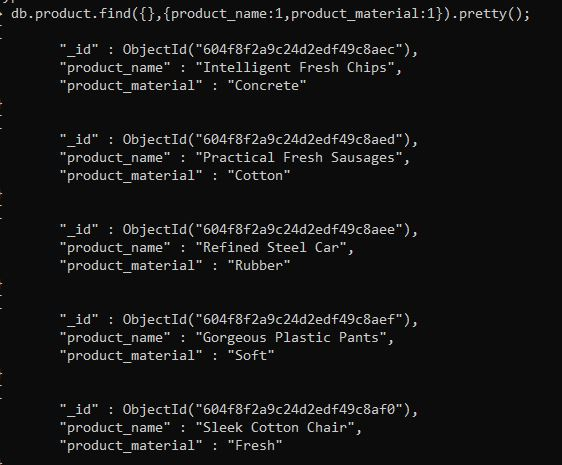 db.product.find({},{product_name:1,product_material:1}).pretty();
"_id" : ObjectId("604f8f2a9c24d2edf49c8aec"),
"product_name" : "Intelligent Fresh Chips",
"product_material" : "Concrete"
"_id" : ObjectId("604f8f2a9c24d2edf49c8aed"),
"product_name" : "Practical Fresh Sausages",
"product_material" : "Cotton"
"_id" : ObjectId("604f8f2a9c24d2edf49c8aee"),
"product_name" : "Refined Steel Car",
"product_material" : "Rubber"
"_id" : ObjectId("604f8f2a9c24d2edf49c8aef"),
"product_name" : "Gorgeous Plastic Pants",
"product_material" : "Soft"
"_id" : ObjectId("604f8f2a9c24d2edf49c8af0"),
"product_name" : "Sleek Cotton Chair",
"product_material" : "Fresh"